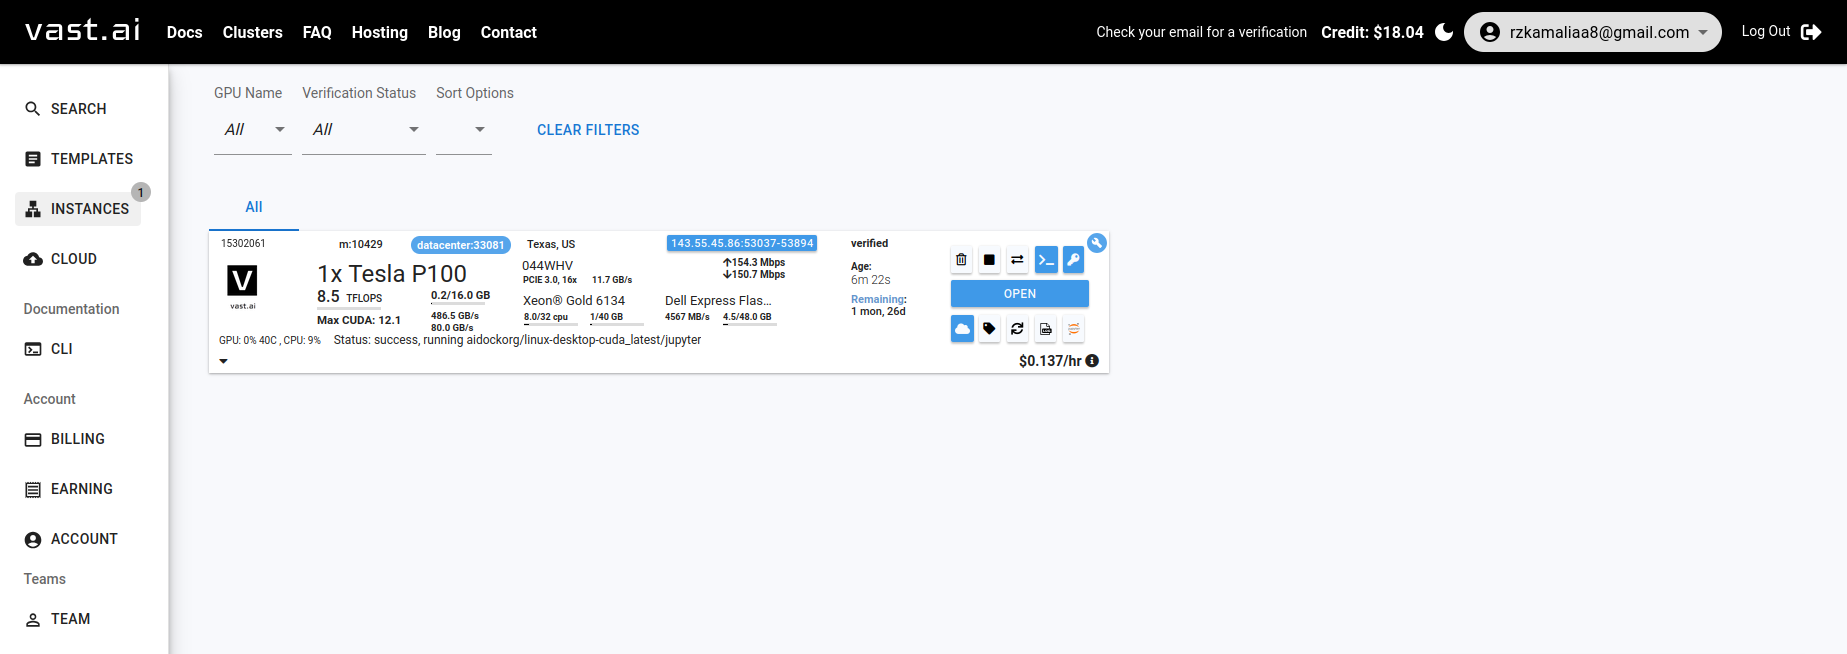 vast.ai Docs Clusters FAQ Hosting Blog Contact Check your email for a verification Credit: $18.04 rzkamaliaa8@gmail.com Log Out
SEARCH
TEMPLATES
1
INSTANCES
CLOUD
Documentation
CLI
Account
BILLING
EARNING
ACCOUNT
Teams
TEAM
GPU Name Verification Status Sort Options
All All CLEAR FILTERS
All
15302061 m:10429 datacenter:33081 Texas, US 143.55.45.86:53037-53894 verified
V
vast.ai
1x Tesla P100
8.5 TFLOPS 0.2/16.0 GB
Max CUDA: 12.1 486.5 GB/s
80.0 GB/s
044WHV
PCIE 3.0, 16x 11.7 GB/s
Xeon® Gold 6134
8.0/32 cpu 1/40 GB
154.3 Mbps
150.7 Mbps
Dell Express Flas...
4567 MB/s 4.5/48.0 GB
Age:
6m 22s
Remaining:
1 mon, 26d
OPEN
GPU: 0% 40C , CPU: 9% Status: success, running aidockorg/linux-desktop-cuda_latest/jupyter
$0.137/hr